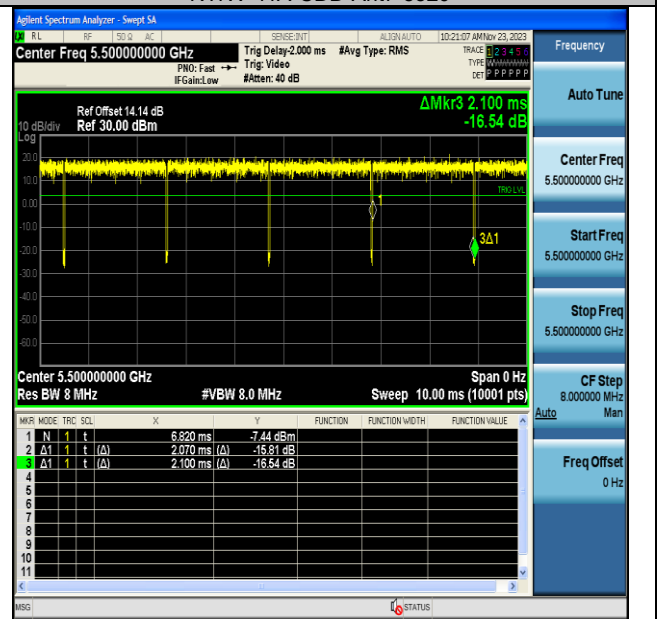 Agilent Spectrum Analyzer - Swept SA
RL RF 50 Ω AC SENSE:INT ALIGN AUTO 10:21:07 AM Nov 23, 2023
Center Freq 5.500000000 GHz
PNO: Fast
IFGain:Low
Trig Delay-2.000 ms
Trig: Video
#Atten: 40 dB
#Avg Type: RMS
TRACE 1 2 3 4 5 6
TYPE
DET P P P P P P
Frequency
Auto Tune
ΔMkr3 2.100 ms
-16.54 dB
Ref Offset 14.14 dB
10 dB/div Ref 30.00 dBm
Log
20.0
10.0
0.00
-10.0
-20.0
-30.0
-40.0
-50.0
-60.0
TRIG LVL
1
3Δ1
Center Freq
5.500000000 GHz
Start Freq
5.500000000 GHz
Stop Freq
5.500000000 GHz
CF Step
8.000000 MHz
Auto Man
Freq Offset
0 Hz
Center 5.500000000 GHz Span 0 Hz
Res BW 8 MHz #VBW 8.0 MHz Sweep 10.00 ms (10001 pts)
MKR MODE TRC SCL X Y FUNCTION FUNCTION WIDTH FUNCTION VALUE
1 N 1 t 6.820 ms -7.44 dBm
2 Δ1 1 t (Δ) 2.070 ms (Δ) -15.81 dB
3 Δ1 1 t (Δ) 2.100 ms (Δ) -16.54 dB
4
5
6
7
8
9
10
11
MSG STATUS